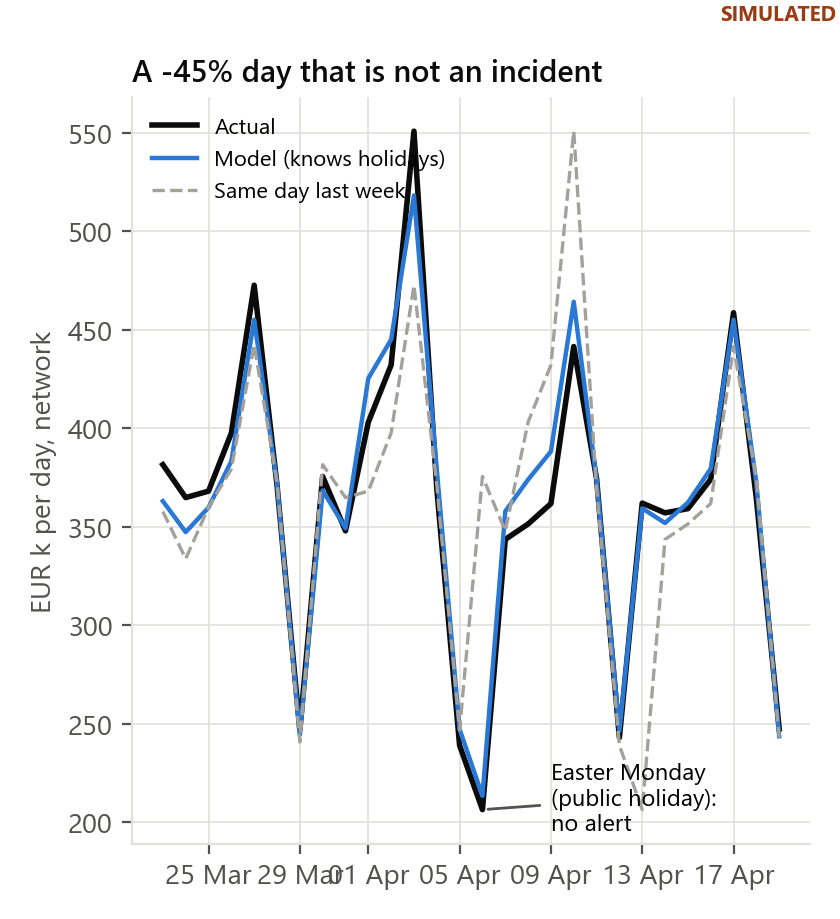 SIMULATED
A -45% day that is not an incident
Actual
Model (knows holidays)
Same day last week
EUR k per day, network
550
500
450
400
350
300
250
200
Easter Monday
(public holiday):
no alert
25 Mar
29 Mar
01 Apr
05 Apr
09 Apr
13 Apr
17 Apr